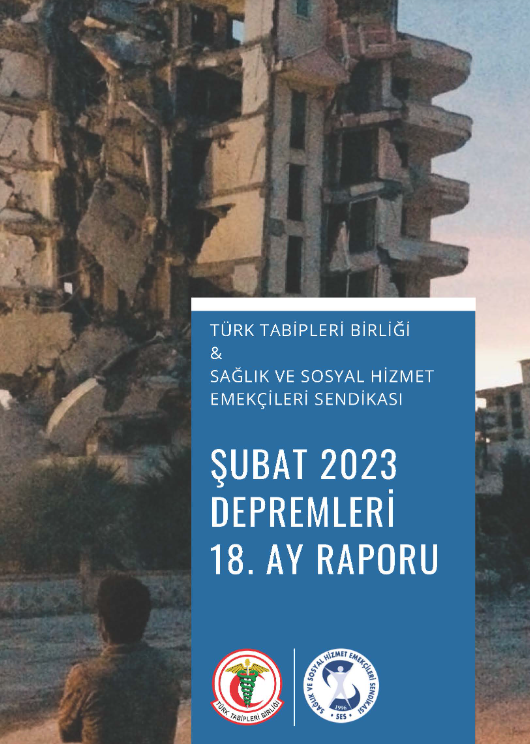 TÜRK TABİPLERİ BİRLİĞİ
&
SAĞLIK VE SOSYAL HİZMET
EMEKÇİLERİ SENDİKASI
ŞUBAT 2023
DEPREMLERİ
18. AY RAPORU
TÜRK TABİPLERİ BİRLİĞİ
SAĞLIK VE SOSYAL HİZMET EMEKÇİLERİ SENDİKASI
1996
SES